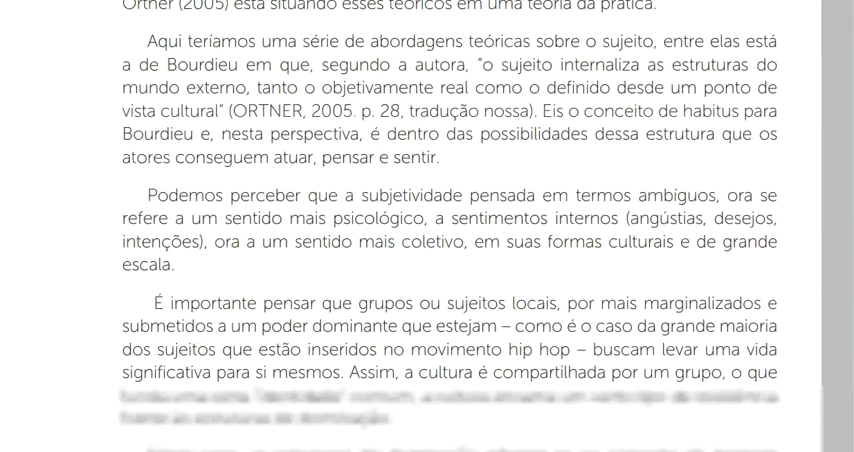 Ortner (2005) está situando esses teóricos em uma teoria da prática.
Aqui teríamos uma série de abordagens teóricas sobre o sujeito, entre elas está
a de Bourdieu em que, segundo a autora, “o sujeito internaliza as estruturas do
mundo externo, tanto o objetivamente real como o definido desde um ponto de
vista cultural” (ORTNER, 2005. p. 28, tradução nossa). Eis o conceito de habitus para
Bourdieu e, nesta perspectiva, é dentro das possibilidades dessa estrutura que os
atores conseguem atuar, pensar e sentir.
Podemos perceber que a subjetividade pensada em termos ambíguos, ora se
refere a um sentido mais psicológico, a sentimentos internos (angústias, desejos,
intenções), ora a um sentido mais coletivo, em suas formas culturais e de grande
escala.
É importante pensar que grupos ou sujeitos locais, por mais marginalizados e
submetidos a um poder dominante que estejam – como é o caso da grande maioria
dos sujeitos que estão inseridos no movimento hip hop – buscam levar uma vida
significativa para si mesmos. Assim, a cultura é compartilhada por um grupo, o que